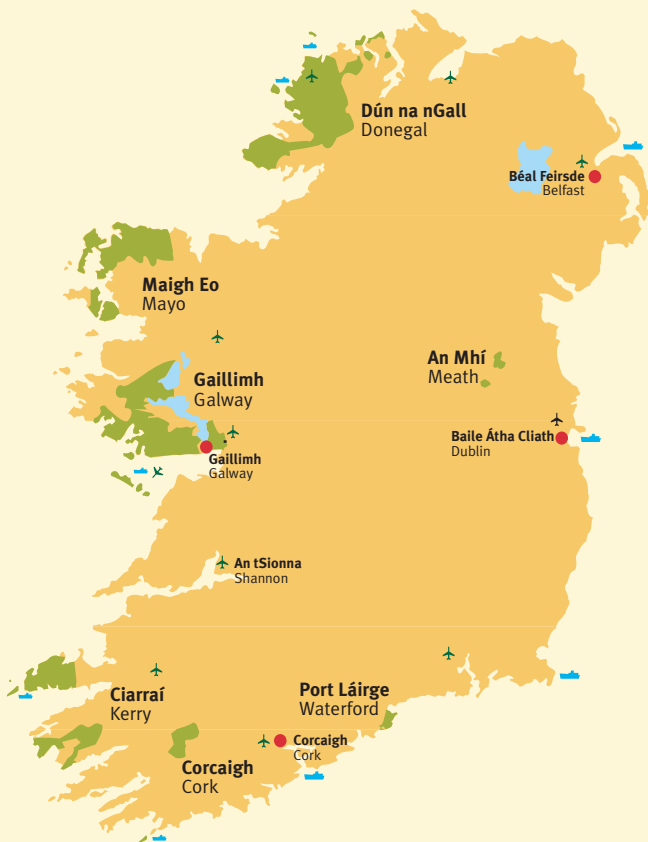 Dún na nGall
Donegal
Béal Feirsde
Belfast
Maigh Eo
Mayo
An Mhí
Meath
Gaillimh
Galway
Baile Átha Cliath
Dublin
Gaillimh
Galway
An tSionna
Shannon
Ciarraí
Kerry
Port Láirge
Waterford
Corcaigh
Cork
Corcaigh
Cork